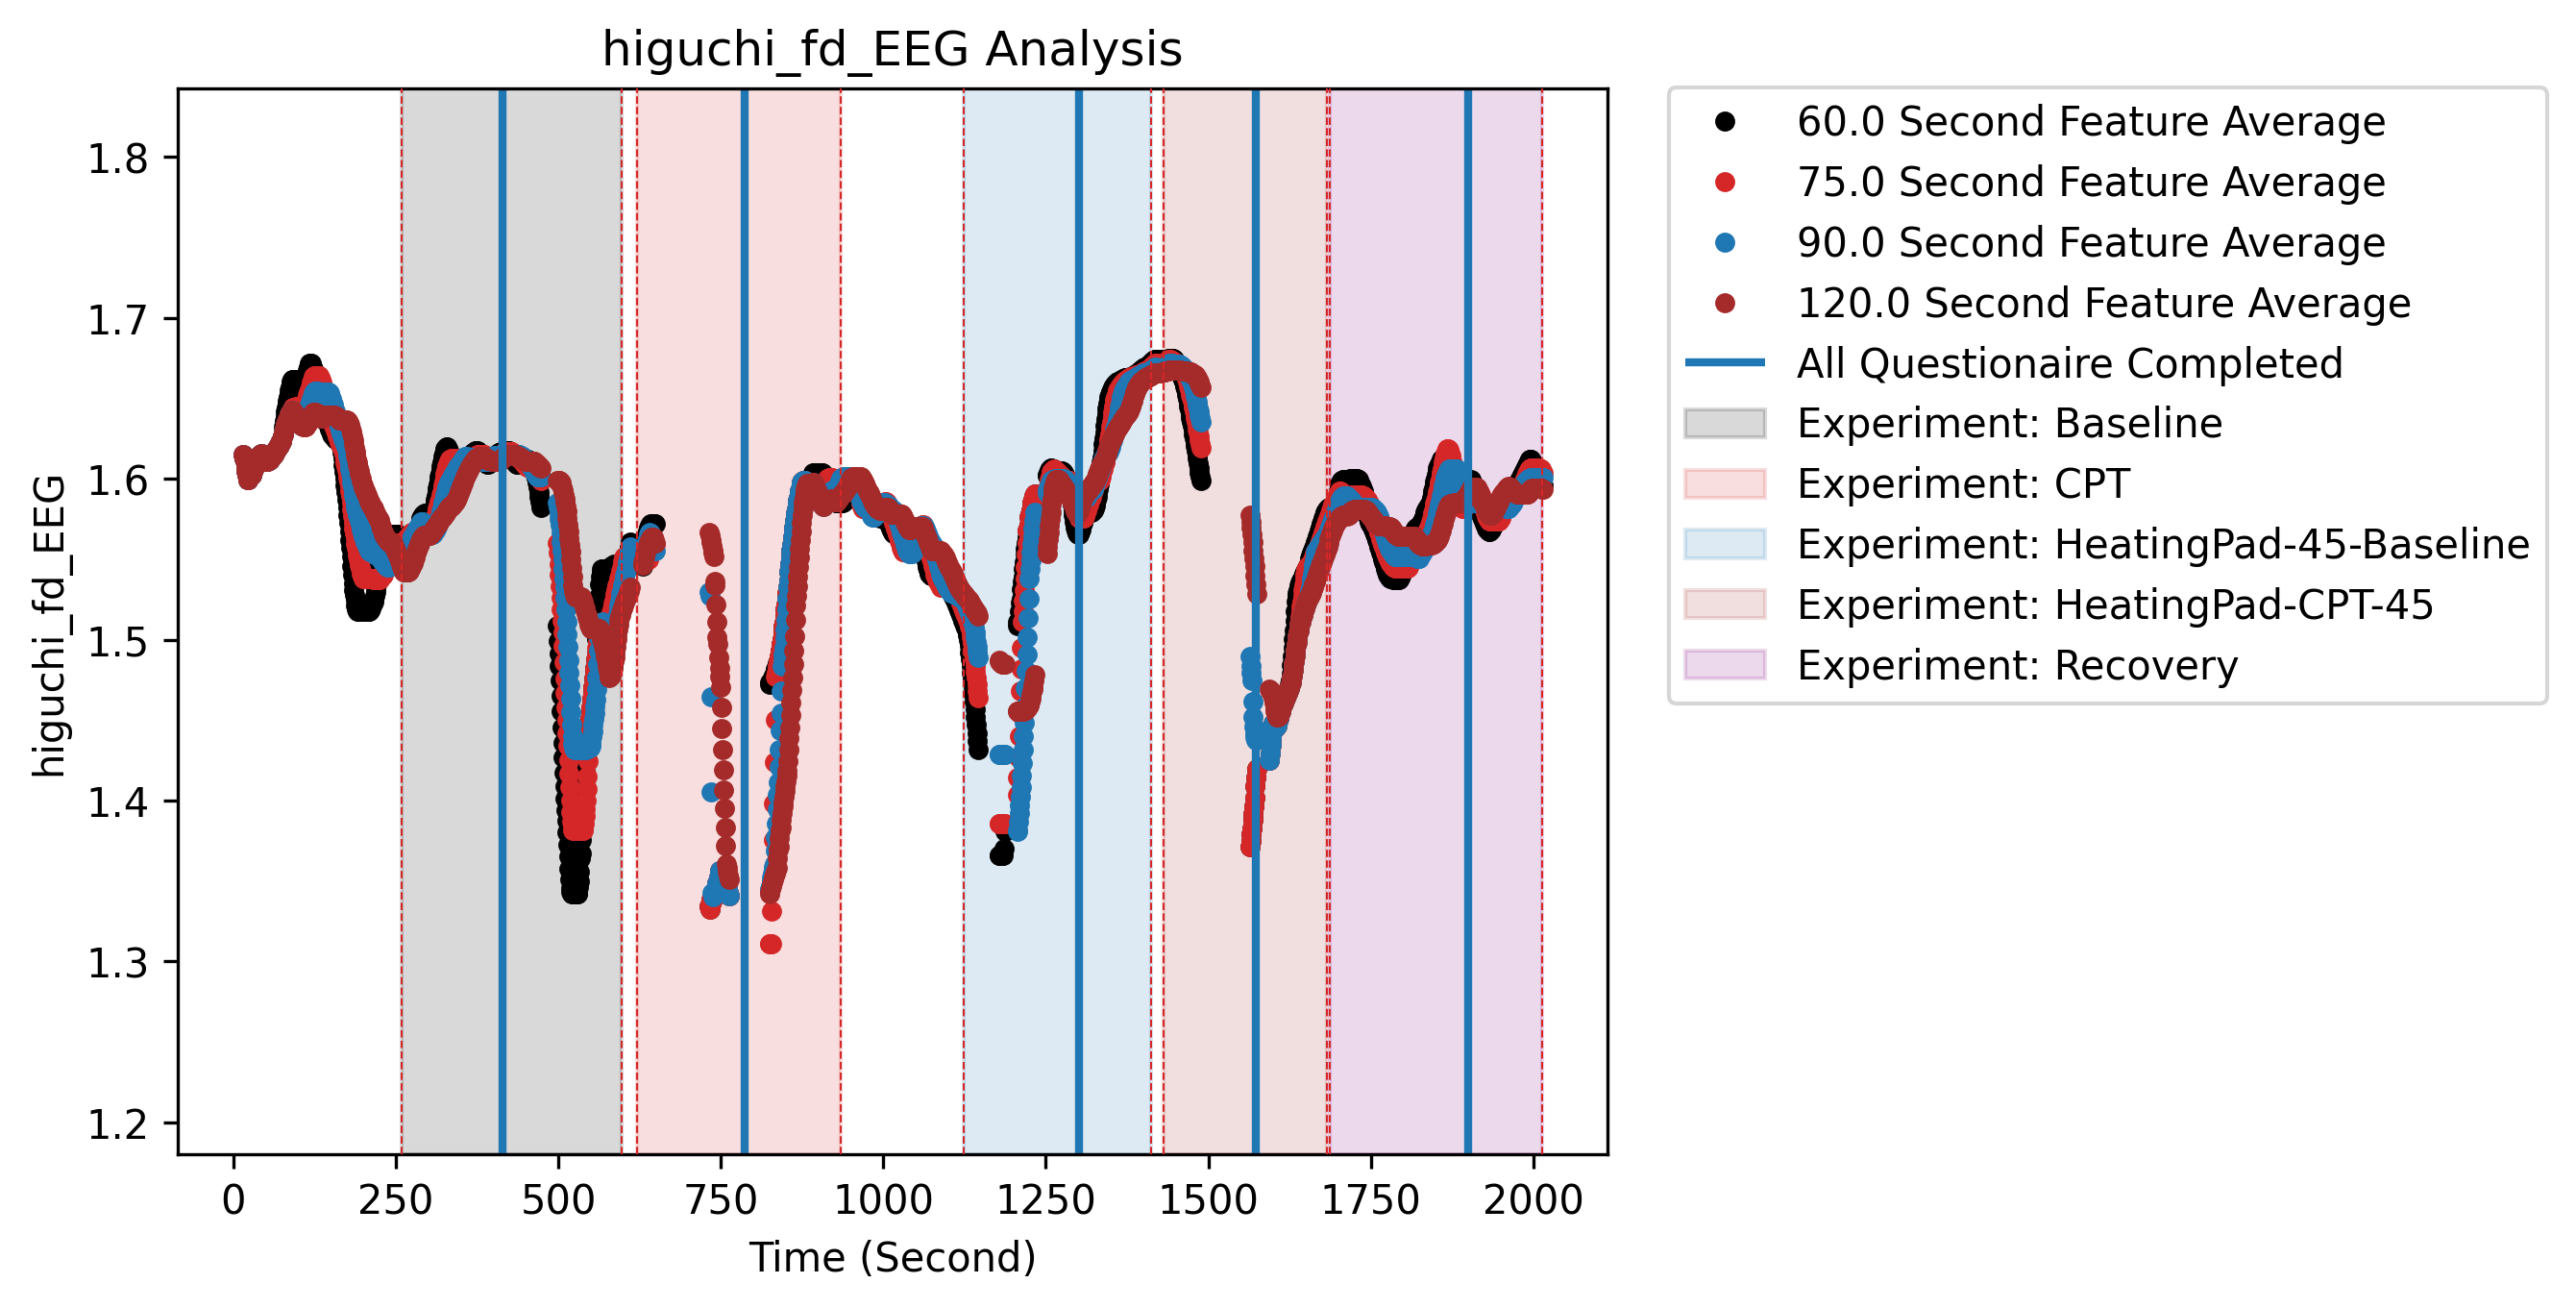 higuchi_fd_EEG Analysis
higuchi_fd_EEG
1.8
1.7
1.6
1.5
1.4
1.3
1.2
0 250 500 750 1000 1250 1500 1750 2000
Time (Second)
60.0 Second Feature Average
75.0 Second Feature Average
90.0 Second Feature Average
120.0 Second Feature Average
All Questionaire Completed
Experiment: Baseline
Experiment: CPT
Experiment: HeatingPad-45-Baseline
Experiment: HeatingPad-CPT-45
Experiment: Recovery